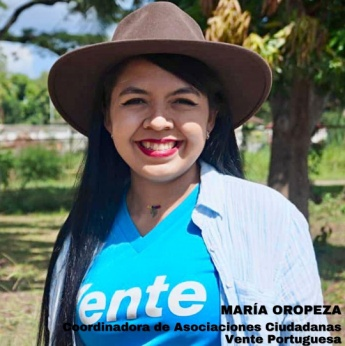 Vente
MARÍA OROPEZA
Coordinadora de Asociaciones Ciudadanas
Vente Portuguesa